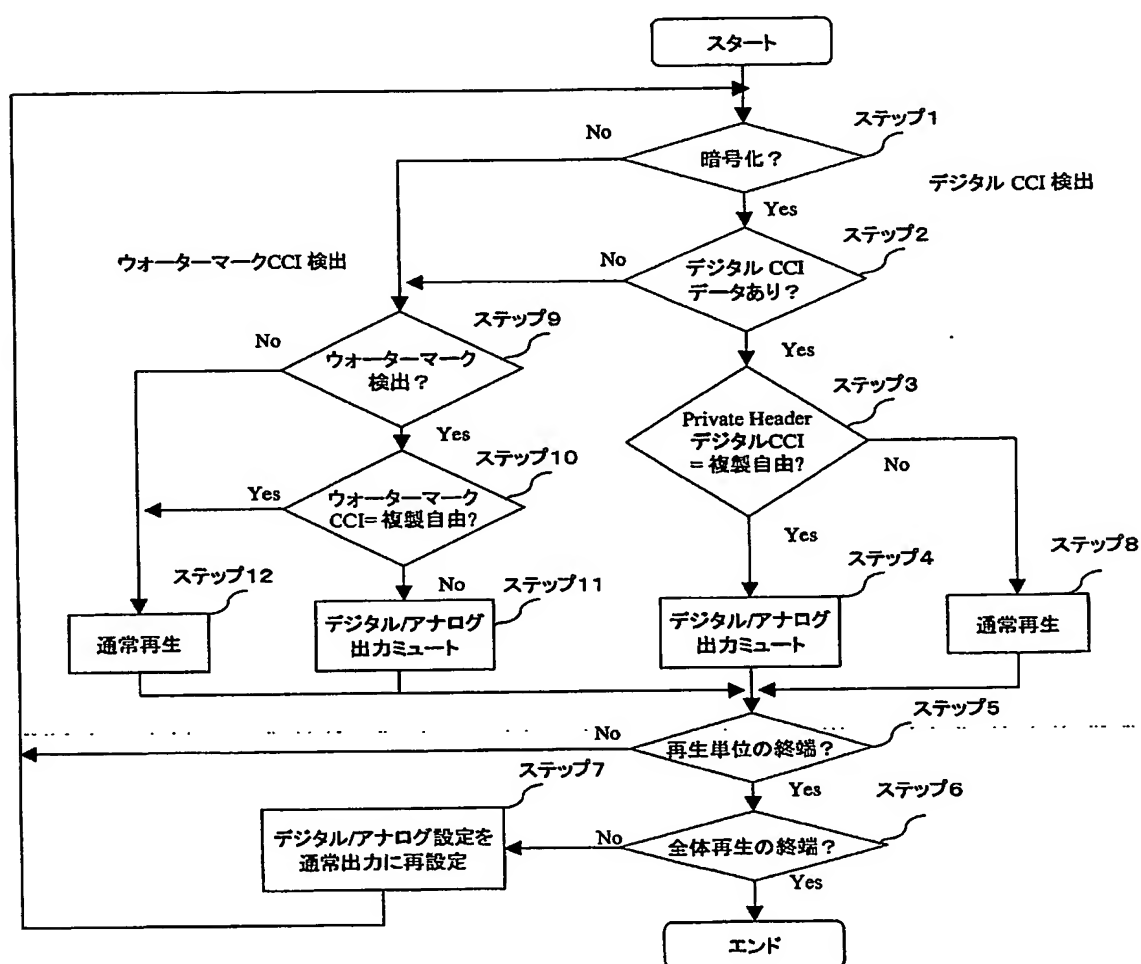 スタート
ステップ1
No
暗号化?
デジタル CCI 検出
Yes
ステップ2
ウォーターマークCCI 検出
No
デジタル CCI
データあり?
ステップ9
No
Yes
ウォーターマーク
検出?
ステップ3
Private Header
デジタルCCI
= 複製自由?
Yes
No
ステップ10
Yes
ウォーターマーク
CCI= 複製自由?
Yes
ステップ12
No
ステップ11
ステップ4
ステップ8
通常再生
デジタル/アナログ
出力ミュート
デジタル/アナログ
出力ミュート
通常再生
ステップ5
No
再生単位の終端?
ステップ7
Yes
ステップ6
デジタル/アナログ設定を
通常出力に再設定
No
全体再生の終端?
Yes
エンド